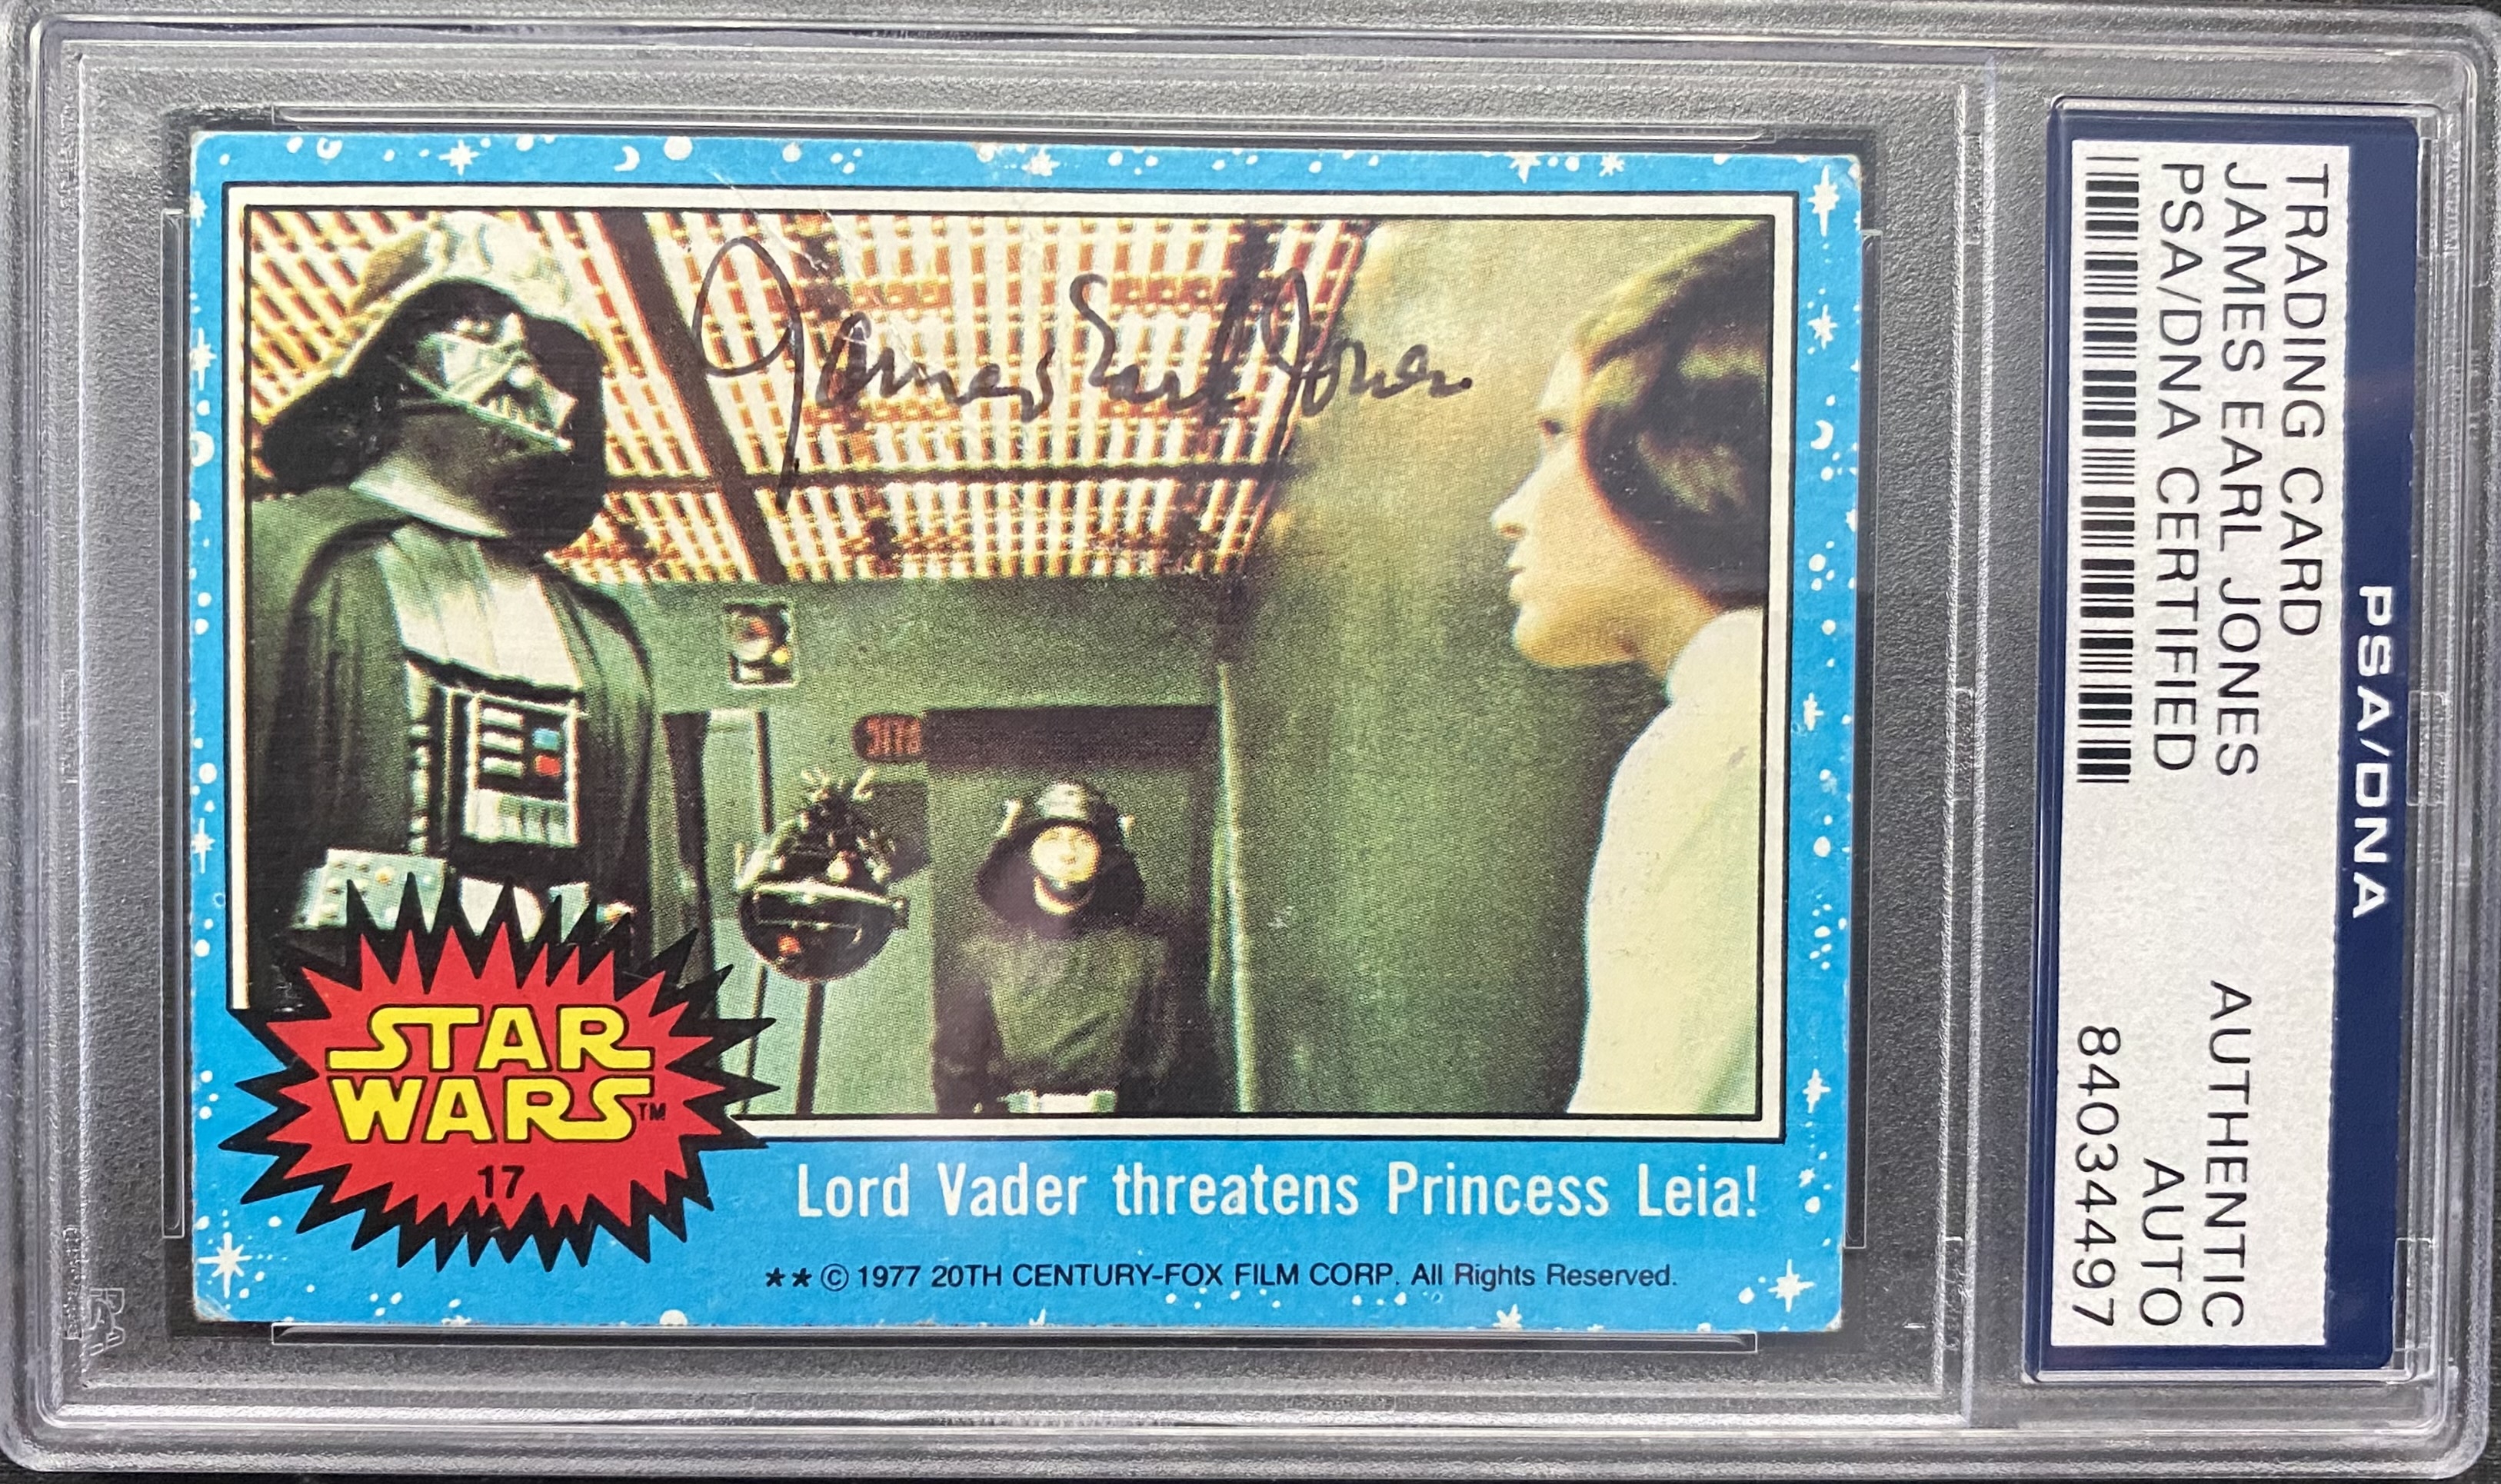 James Earl Jones
STAR
WARS™
17
Lord Vader threatens Princess Leia!
★★ © 1977 20TH CENTURY-FOX FILM CORP. All Rights Reserved.
PSA/DNA
TRADING CARD
JAMES EARL JONES AUTHENTIC
PSA/DNA CERTIFIED AUTO
84034497